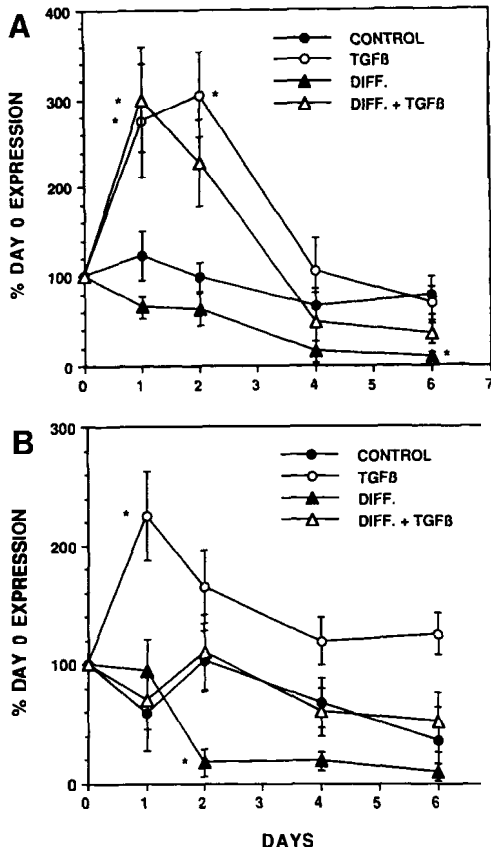 A
% DAY 0 EXPRESSION
400
300
200
100
0
CONTROL
TGFß
DIFF.
DIFF. + TGFß
*
*
*
*
0 1 2 3 4 5 6 7
B
% DAY 0 EXPRESSION
300
200
100
0
CONTROL
TGFß
DIFF.
DIFF. + TGFß
*
*
0 1 2 3 4 5 6
DAYS